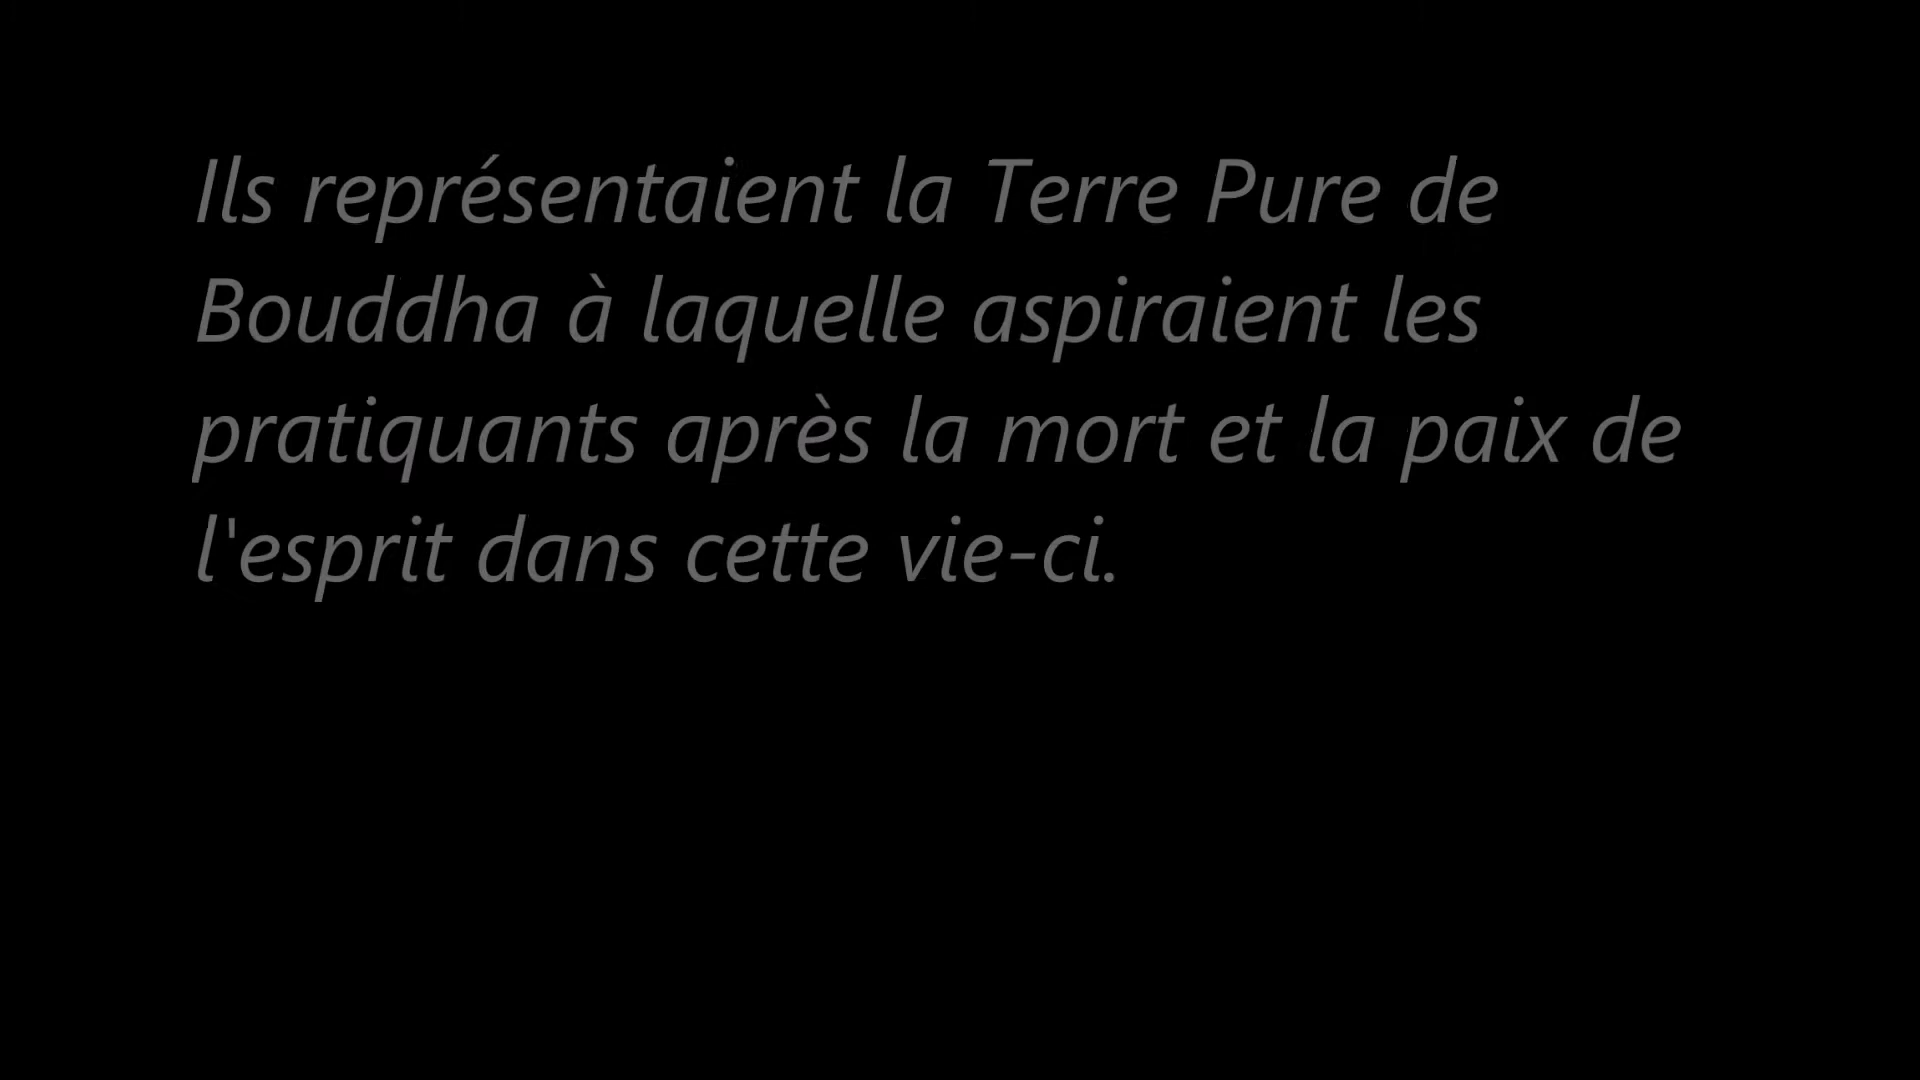 Ils représentaient la Terre Pure de
Bouddha à laquelle aspiraient les
pratiquants après la mort et la paix de
l'esprit dans cette vie-ci.